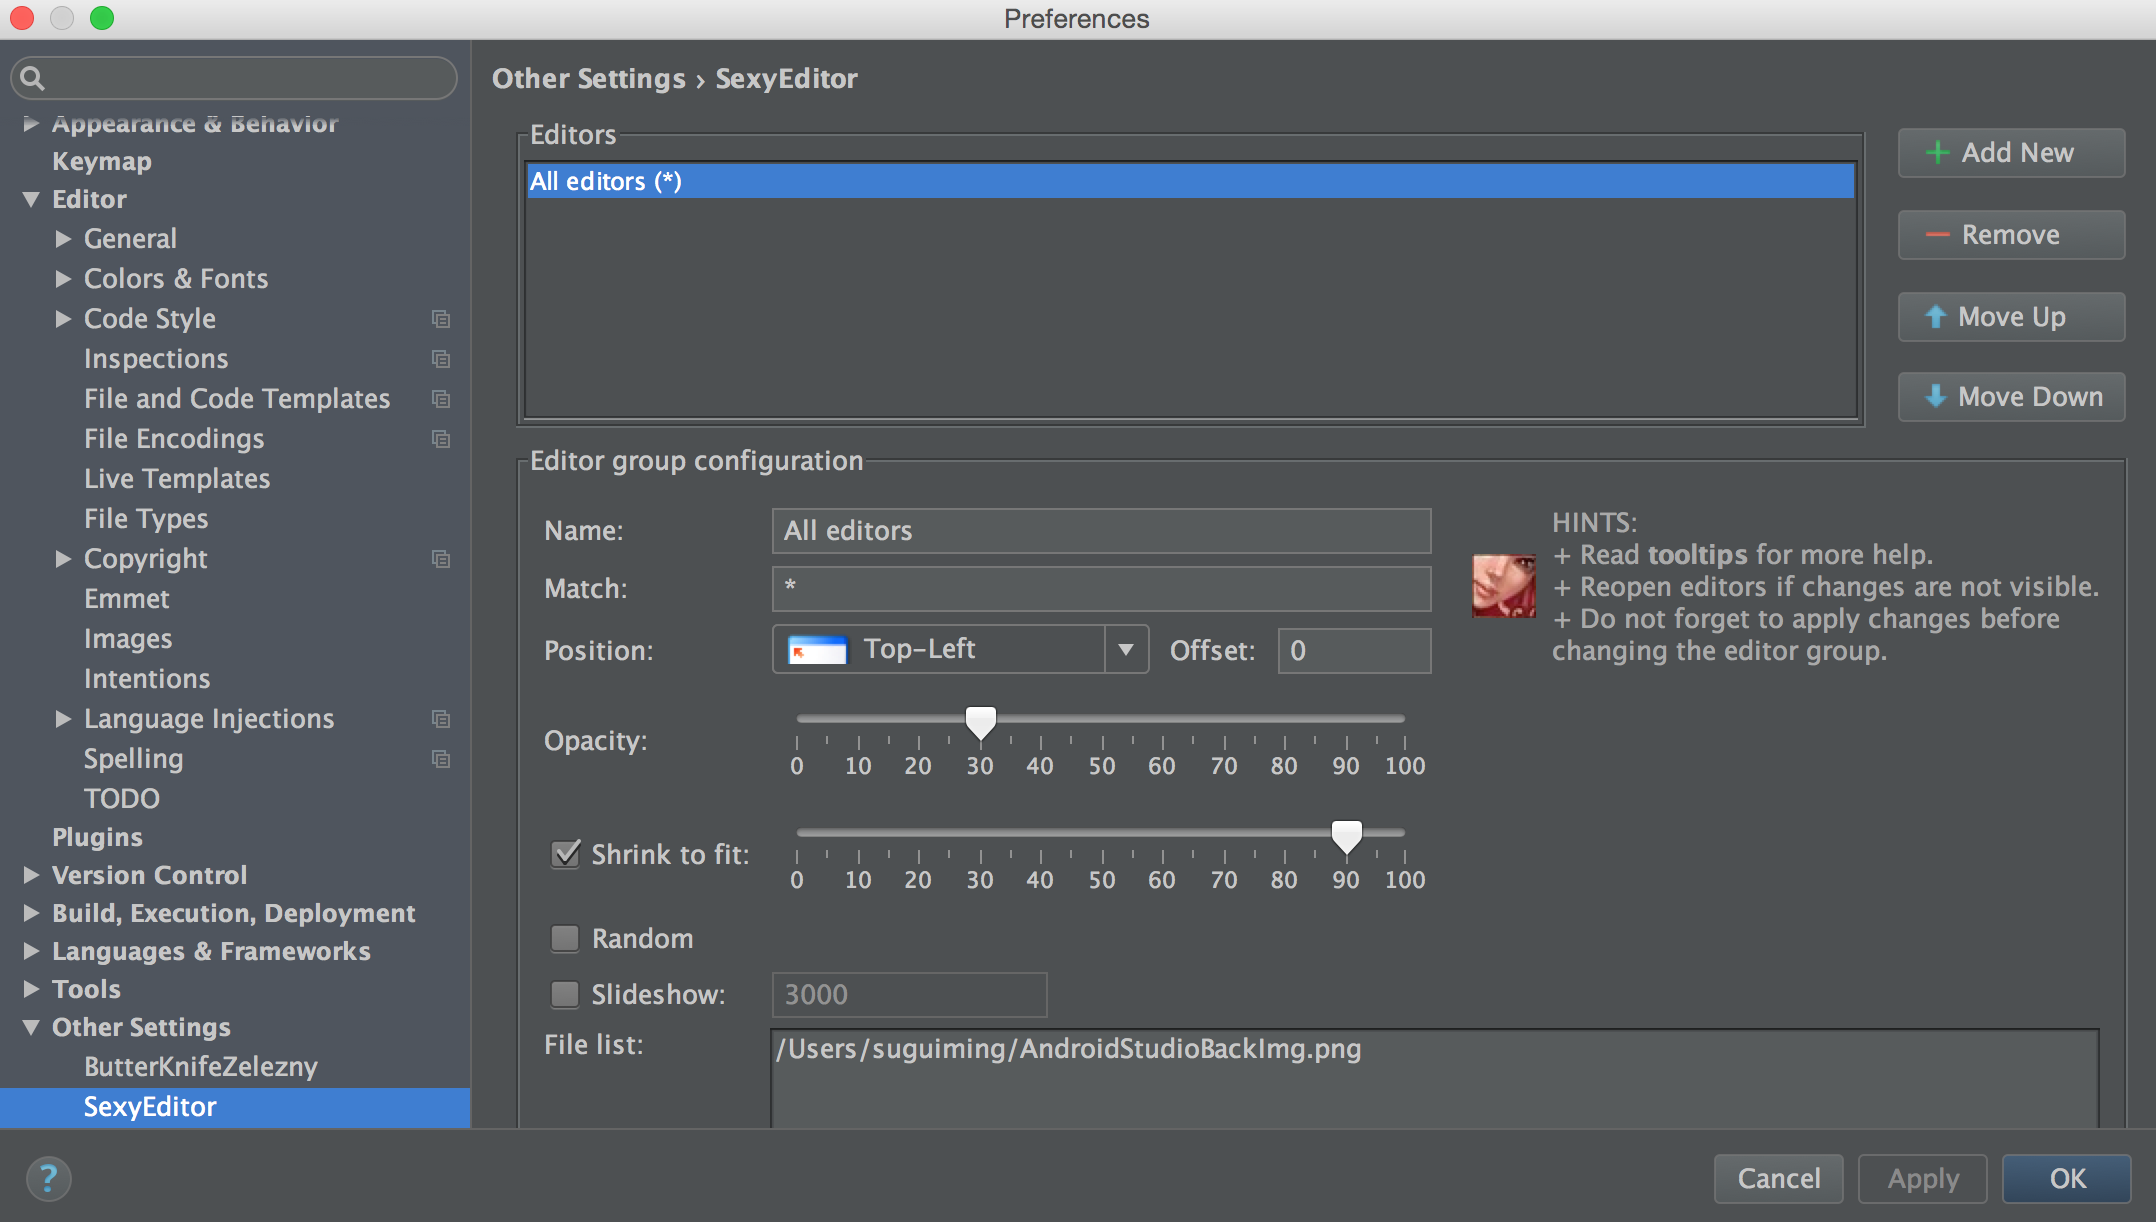 Preferences
Appearance & Behavior
Keymap
Editor
General
Colors & Fonts
Code Style
Inspections
File and Code Templates
File Encodings
Live Templates
File Types
Copyright
Emmet
Images
Intentions
Language Injections
Spelling
TODO
Plugins
Version Control
Build, Execution, Deployment
Languages & Frameworks
Tools
Other Settings
ButterKnifeZelezny
SexyEditor
Other Settings › SexyEditor
Editors
All editors (*)
Add New
Remove
Move Up
Move Down
Editor group configuration
Name: All editors
Match: *
Position: Top-Left Offset: 0
Opacity:
0 10 20 30 40 50 60 70 80 90 100
Shrink to fit:
0 10 20 30 40 50 60 70 80 90 100
Random
Slideshow: 3000
File list: /Users/suguiming/AndroidStudioBackImg.png
HINTS:
+ Read tooltips for more help.
+ Reopen editors if changes are not visible.
+ Do not forget to apply changes before
changing the editor group.
?
Cancel Apply OK